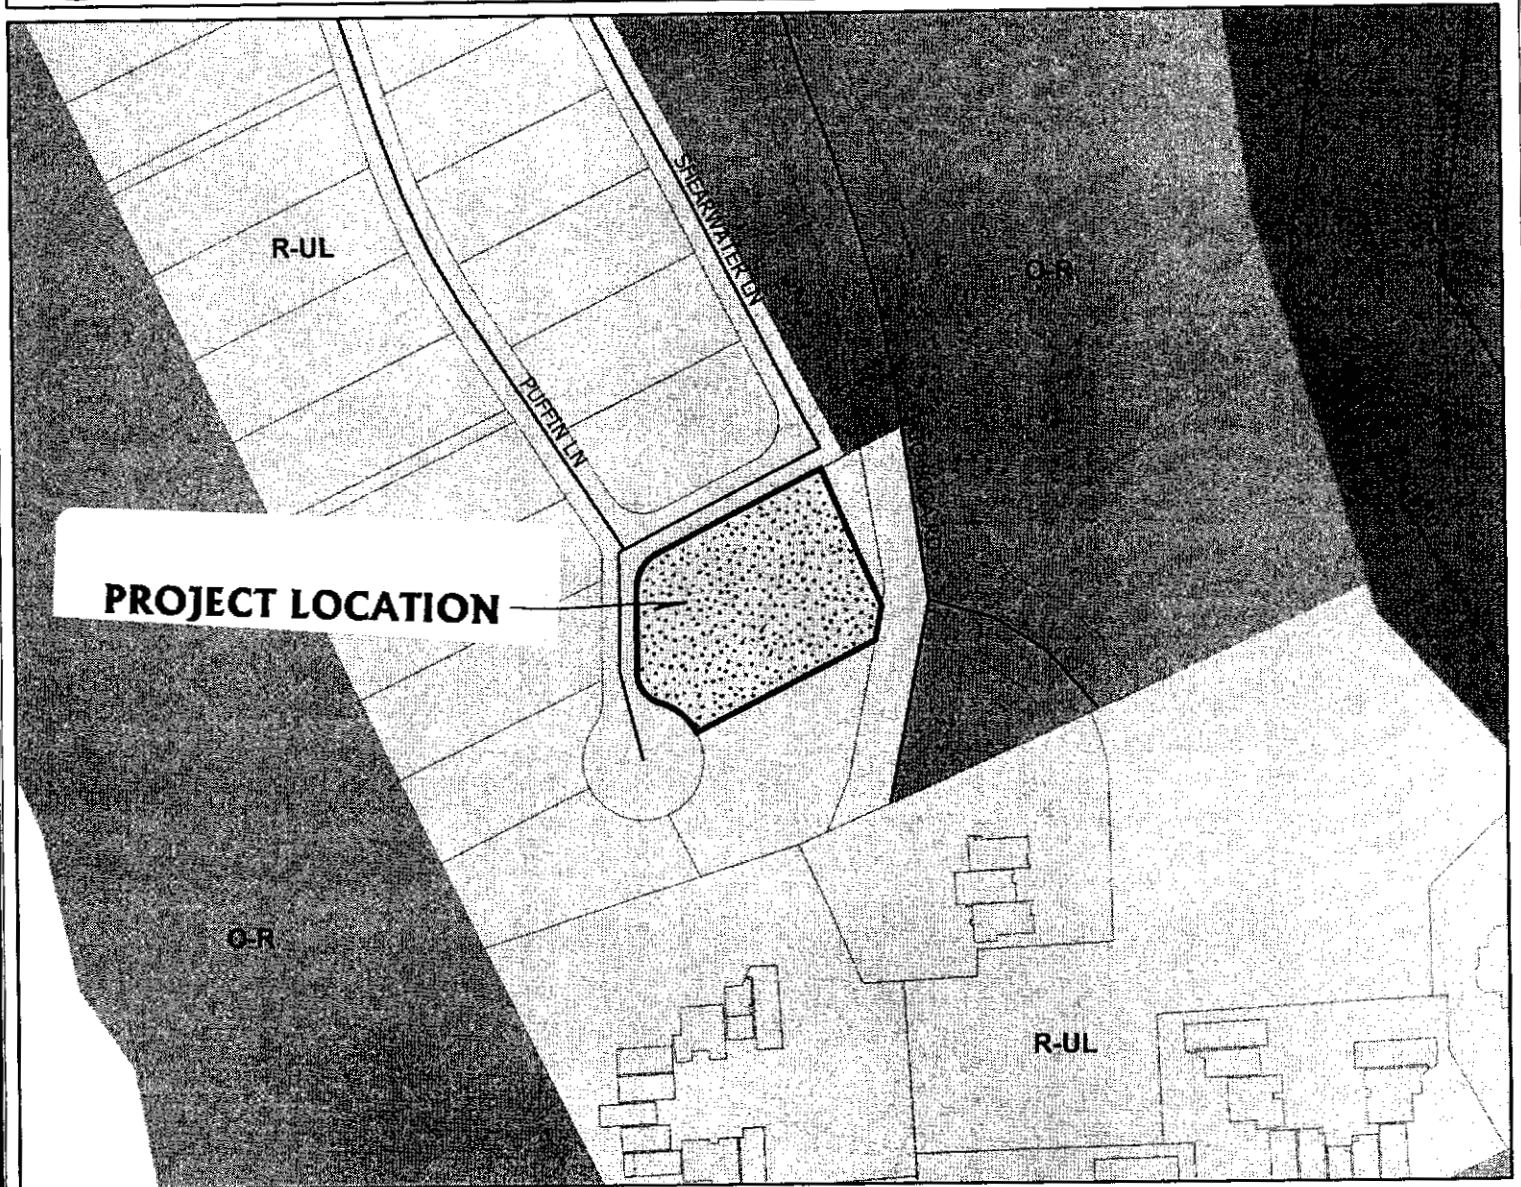 SHEARWATER LN
R-UL
O-R
PUFFIN LN
PROJECT LOCATION
O-R
R-UL